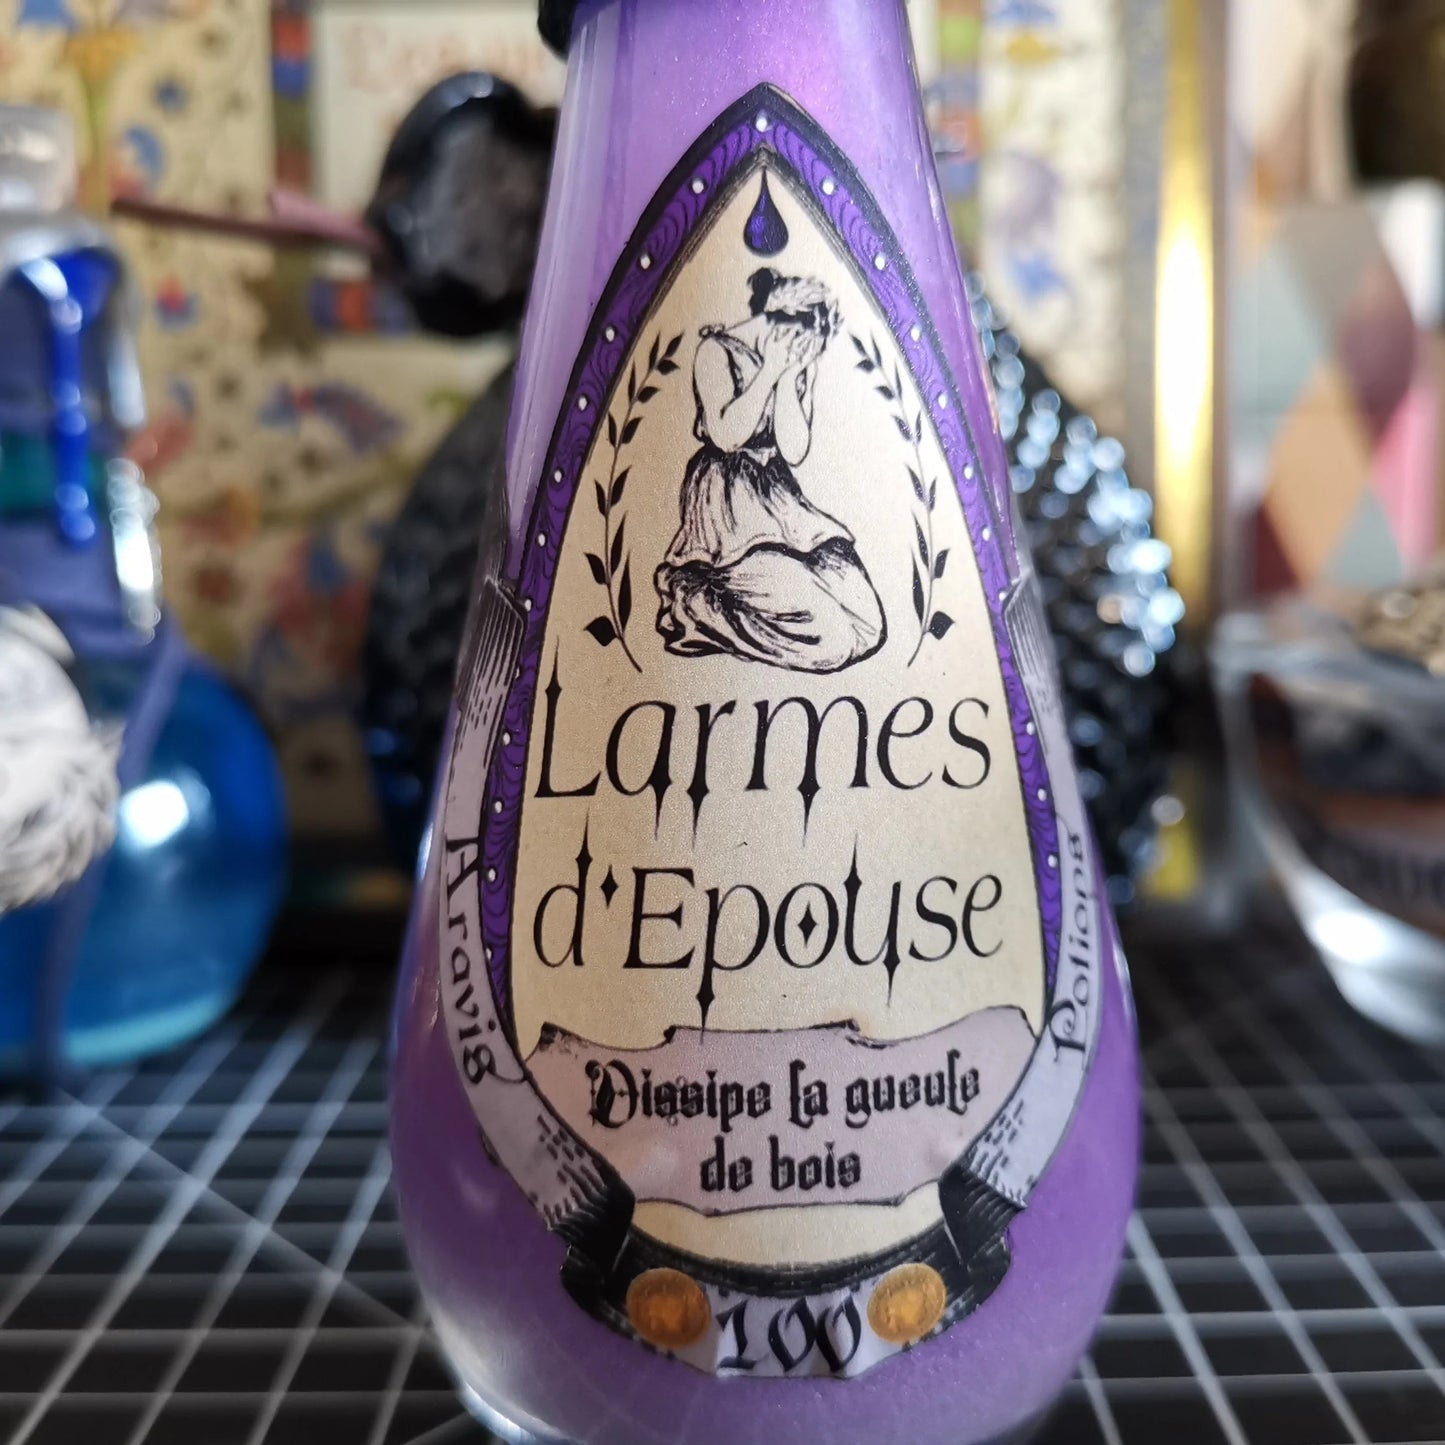 Larmes
d'Epouse
Aravis
Potions
Dissipe la gueule
de bois
100